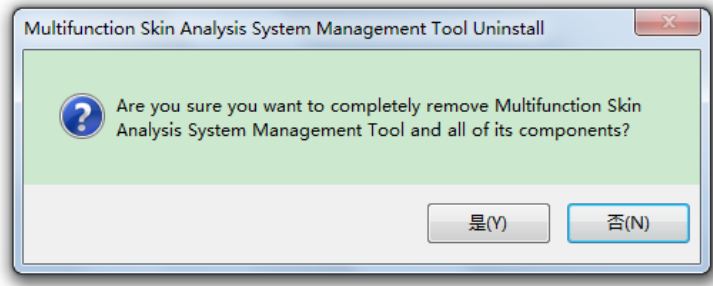 Multifunction Skin Analysis System Management Tool Uninstall
Are you sure you want to completely remove Multifunction Skin
Analysis System Management Tool and all of its components?
是(Y)
否(N)